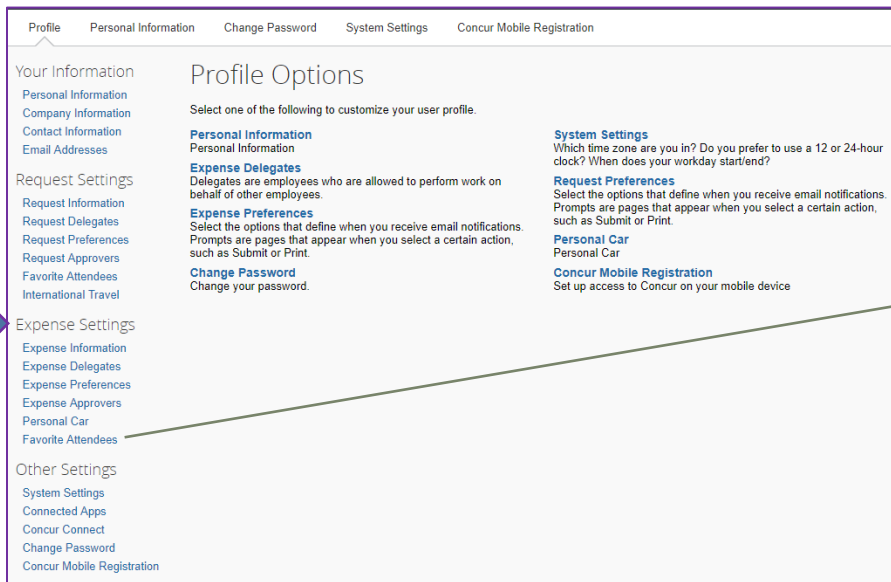 Profile Personal Information Change Password System Settings Concur Mobile Registration
Your Information
Personal Information
Company Information
Contact Information
Email Addresses
Request Settings
Request Information
Request Delegates
Request Preferences
Request Approvers
Favorite Attendees
International Travel
Expense Settings
Expense Information
Expense Delegates
Expense Preferences
Expense Approvers
Personal Car
Favorite Attendees
Other Settings
System Settings
Connected Apps
Concur Connect
Change Password
Concur Mobile Registration
Profile Options
Select one of the following to customize your user profile.
Personal Information
Personal Information
Expense Delegates
Delegates are employees who are allowed to perform work on
behalf of other employees.
Expense Preferences
Select the options that define when you receive email notifications.
Prompts are pages that appear when you select a certain action,
such as Submit or Print.
Change Password
Change your password.
System Settings
Which time zone are you in? Do you prefer to use a 12 or 24-hour
clock? When does your workday start/end?
Request Preferences
Select the options that define when you receive email notifications.
Prompts are pages that appear when you select a certain action,
such as Submit or Print.
Personal Car
Personal Car
Concur Mobile Registration
Set up access to Concur on your mobile device